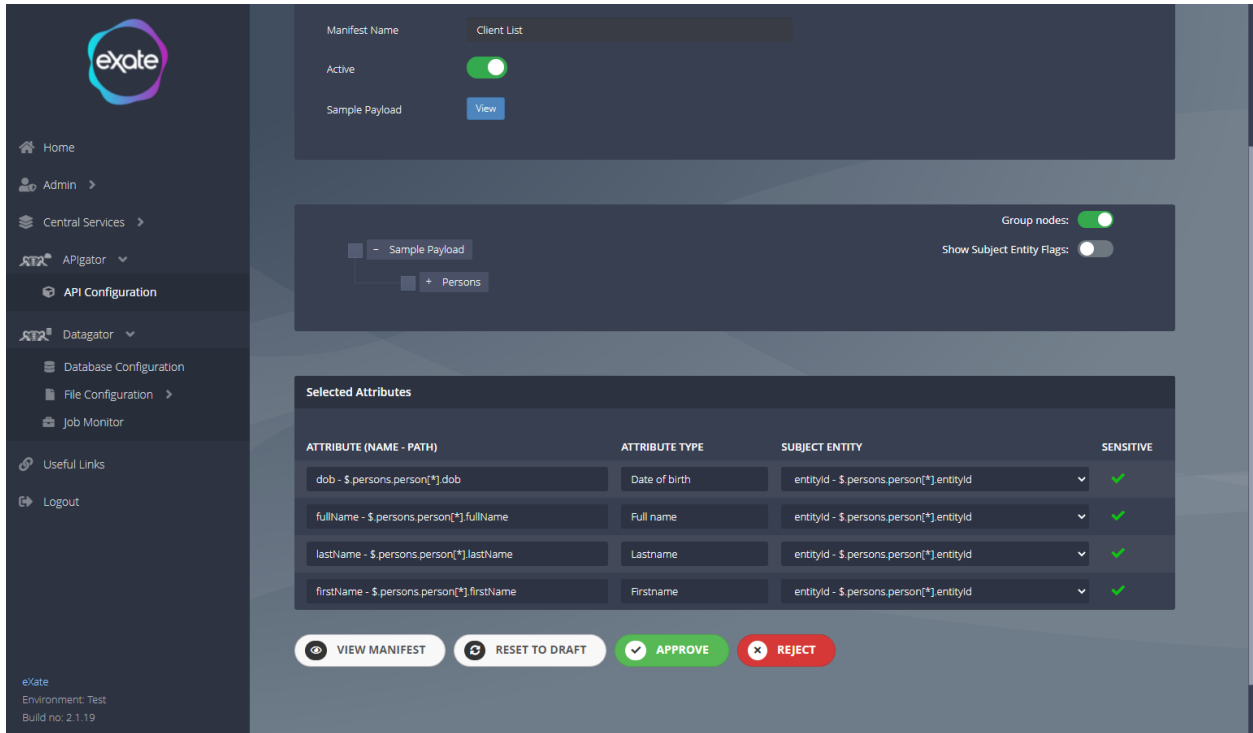 exate
Home
Admin
Central Services
APIgator
API Configuration
Datagator
Database Configuration
File Configuration
Job Monitor
Useful Links
Logout
eXate
Environment: Test
Build no: 2.1.19
Manifest Name Client List
Active
Sample Payload View
Group nodes:
Show Subject Entity Flags:
− Sample Payload
+ Persons
Selected Attributes
ATTRIBUTE (NAME - PATH) ATTRIBUTE TYPE SUBJECT ENTITY SENSITIVE
dob - $.persons.person[*].dob Date of birth entityId - $.persons.person[*].entityId
fullName - $.persons.person[*].fullName Full name entityId - $.persons.person[*].entityId
lastName - $.persons.person[*].lastName Lastname entityId - $.persons.person[*].entityId
firstName - $.persons.person[*].firstName Firstname entityId - $.persons.person[*].entityId
VIEW MANIFEST RESET TO DRAFT APPROVE REJECT